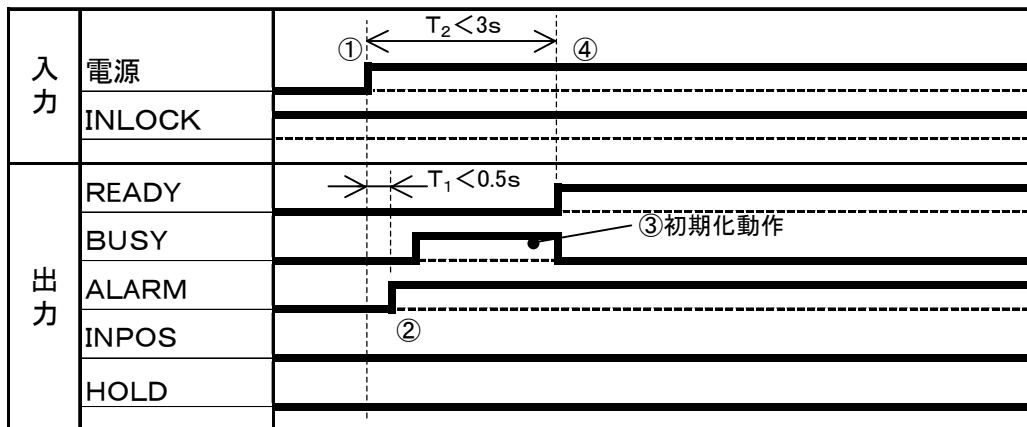 T₂＜3s
① ④
入力
電源
INLOCK
出力
READY
T₁＜0.5s
BUSY
③初期化動作
ALARM
②
INPOS
HOLD